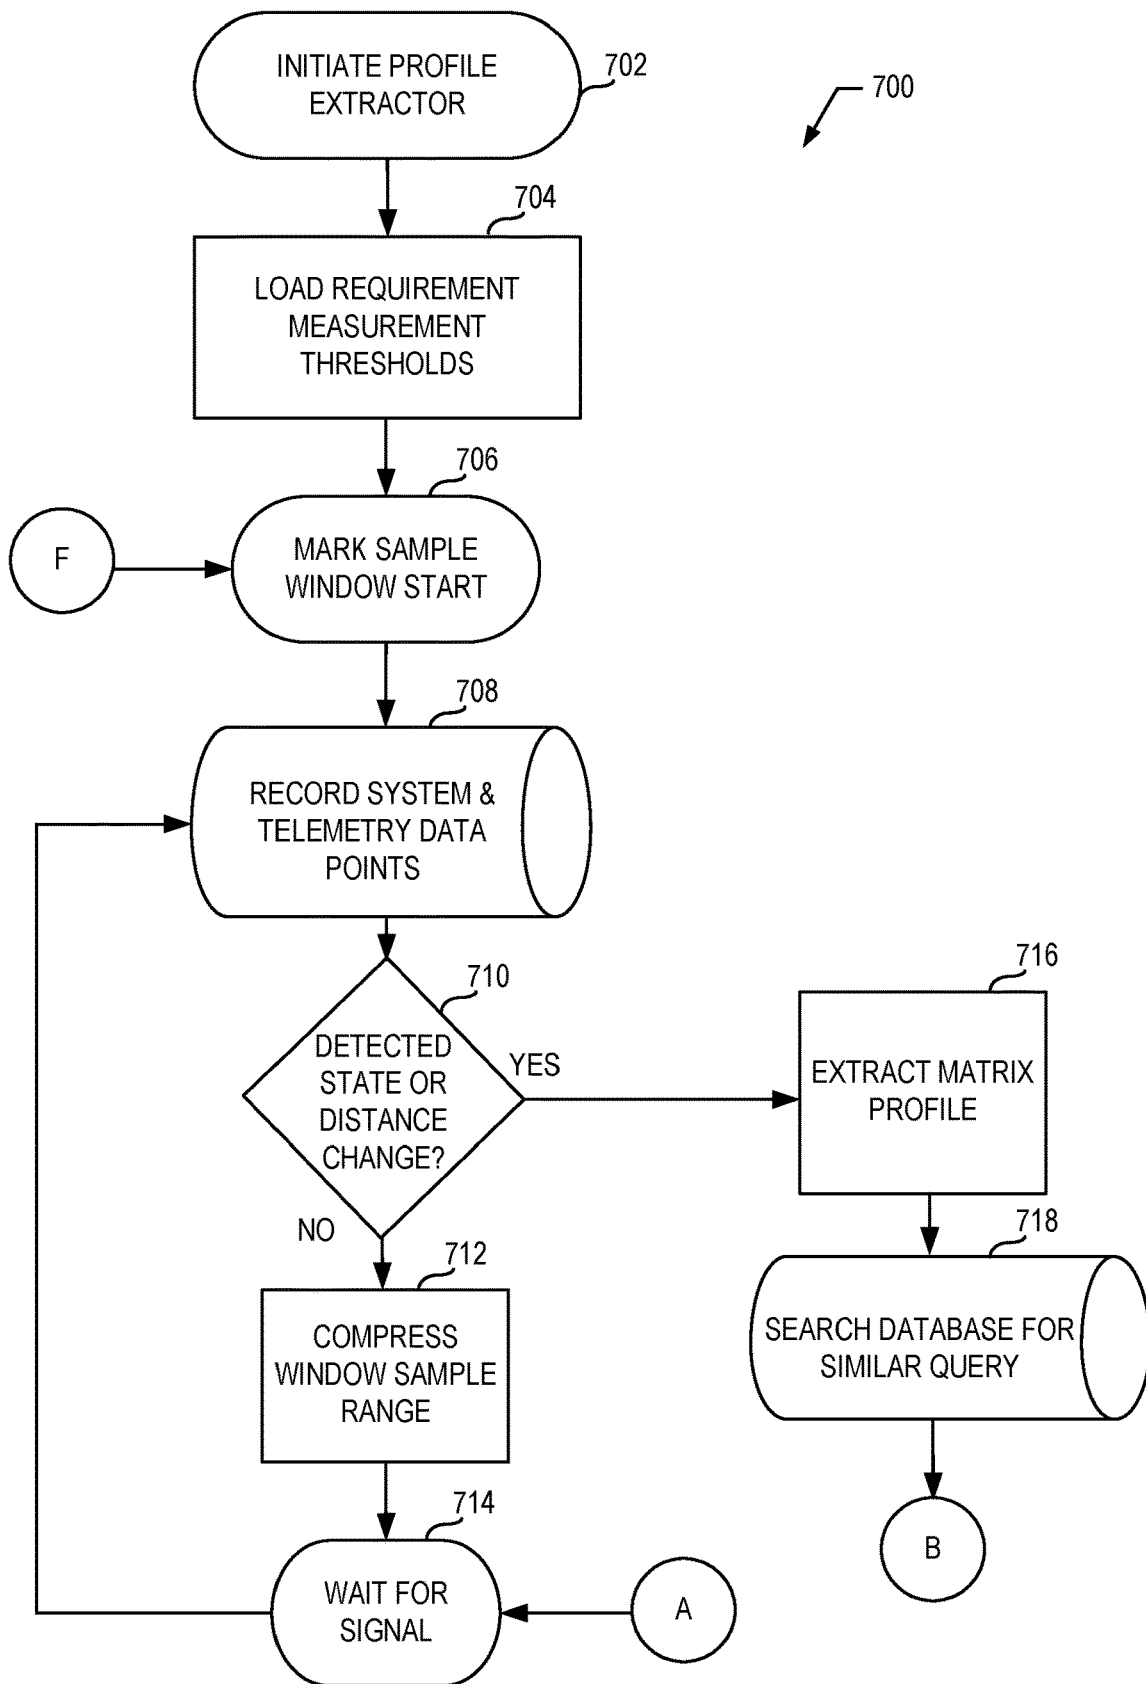 INITIATE PROFILE
EXTRACTOR
702
700
704
LOAD REQUIREMENT
MEASUREMENT
THRESHOLDS
706
F
MARK SAMPLE
WINDOW START
708
RECORD SYSTEM &
TELEMETRY DATA
POINTS
710
DETECTED
STATE OR
DISTANCE
CHANGE?
YES
NO
716
EXTRACT MATRIX
PROFILE
712
COMPRESS
WINDOW SAMPLE
RANGE
718
SEARCH DATABASE FOR
SIMILAR QUERY
714
WAIT FOR
SIGNAL
A
B